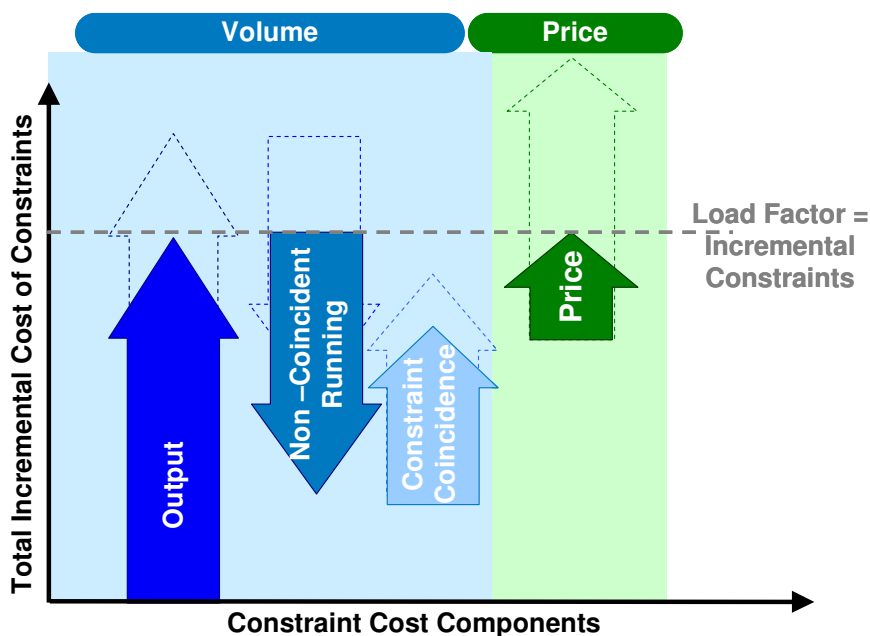 Volume
Price
Total Incremental Cost of Constraints
Load Factor =
Incremental
Constraints
Output
Non –Coincident
Running
Constraint
Coincidence
Price
Constraint Cost Components